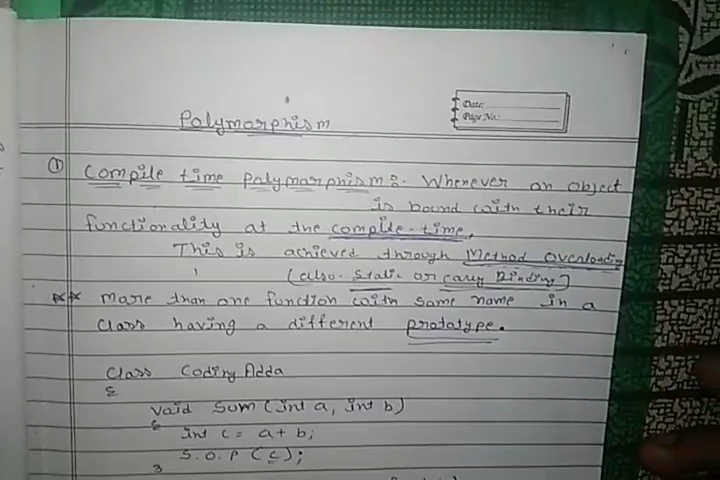 Date:
Page No.:
Polymorphism
① Compile time Polymorphism :- Whenever an object
is bound with their
functionality at the compile-time.
This is achieved through Method Overloading
(also static or early Binding)
** More than one function with same name in a
class having a different prototype.
class Coding Adda
{
void sum (int a, int b)
{
int c = a + b;
S.O.P (c);
}